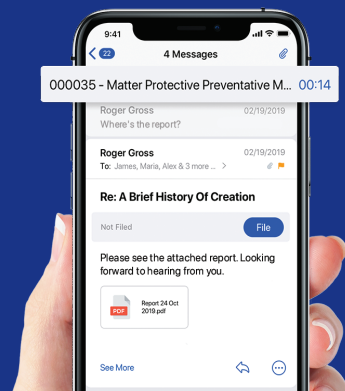 9:41
22
4 Messages
000035 - Matter Protective Preventative M... 00:14
Roger Gross 02/19/2019
Where's the report?
Roger Gross 02/19/2019
To: James, Maria, Alex & 3 more ... >
Re: A Brief History Of Creation
Not Filed
File
Please see the attached report. Looking
forward to hearing from you.
PDF
Report 24 Oct
2019.pdf
See More